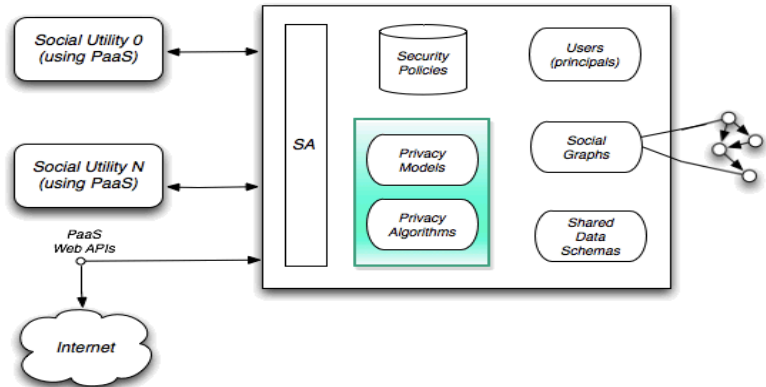 Social Utility 0
(using PaaS)
Social Utility N
(using PaaS)
PaaS
Web APIs
Internet
SA
Security
Policies
Privacy
Models
Privacy
Algorithms
Users
(principals)
Social
Graphs
Shared
Data
Schemas